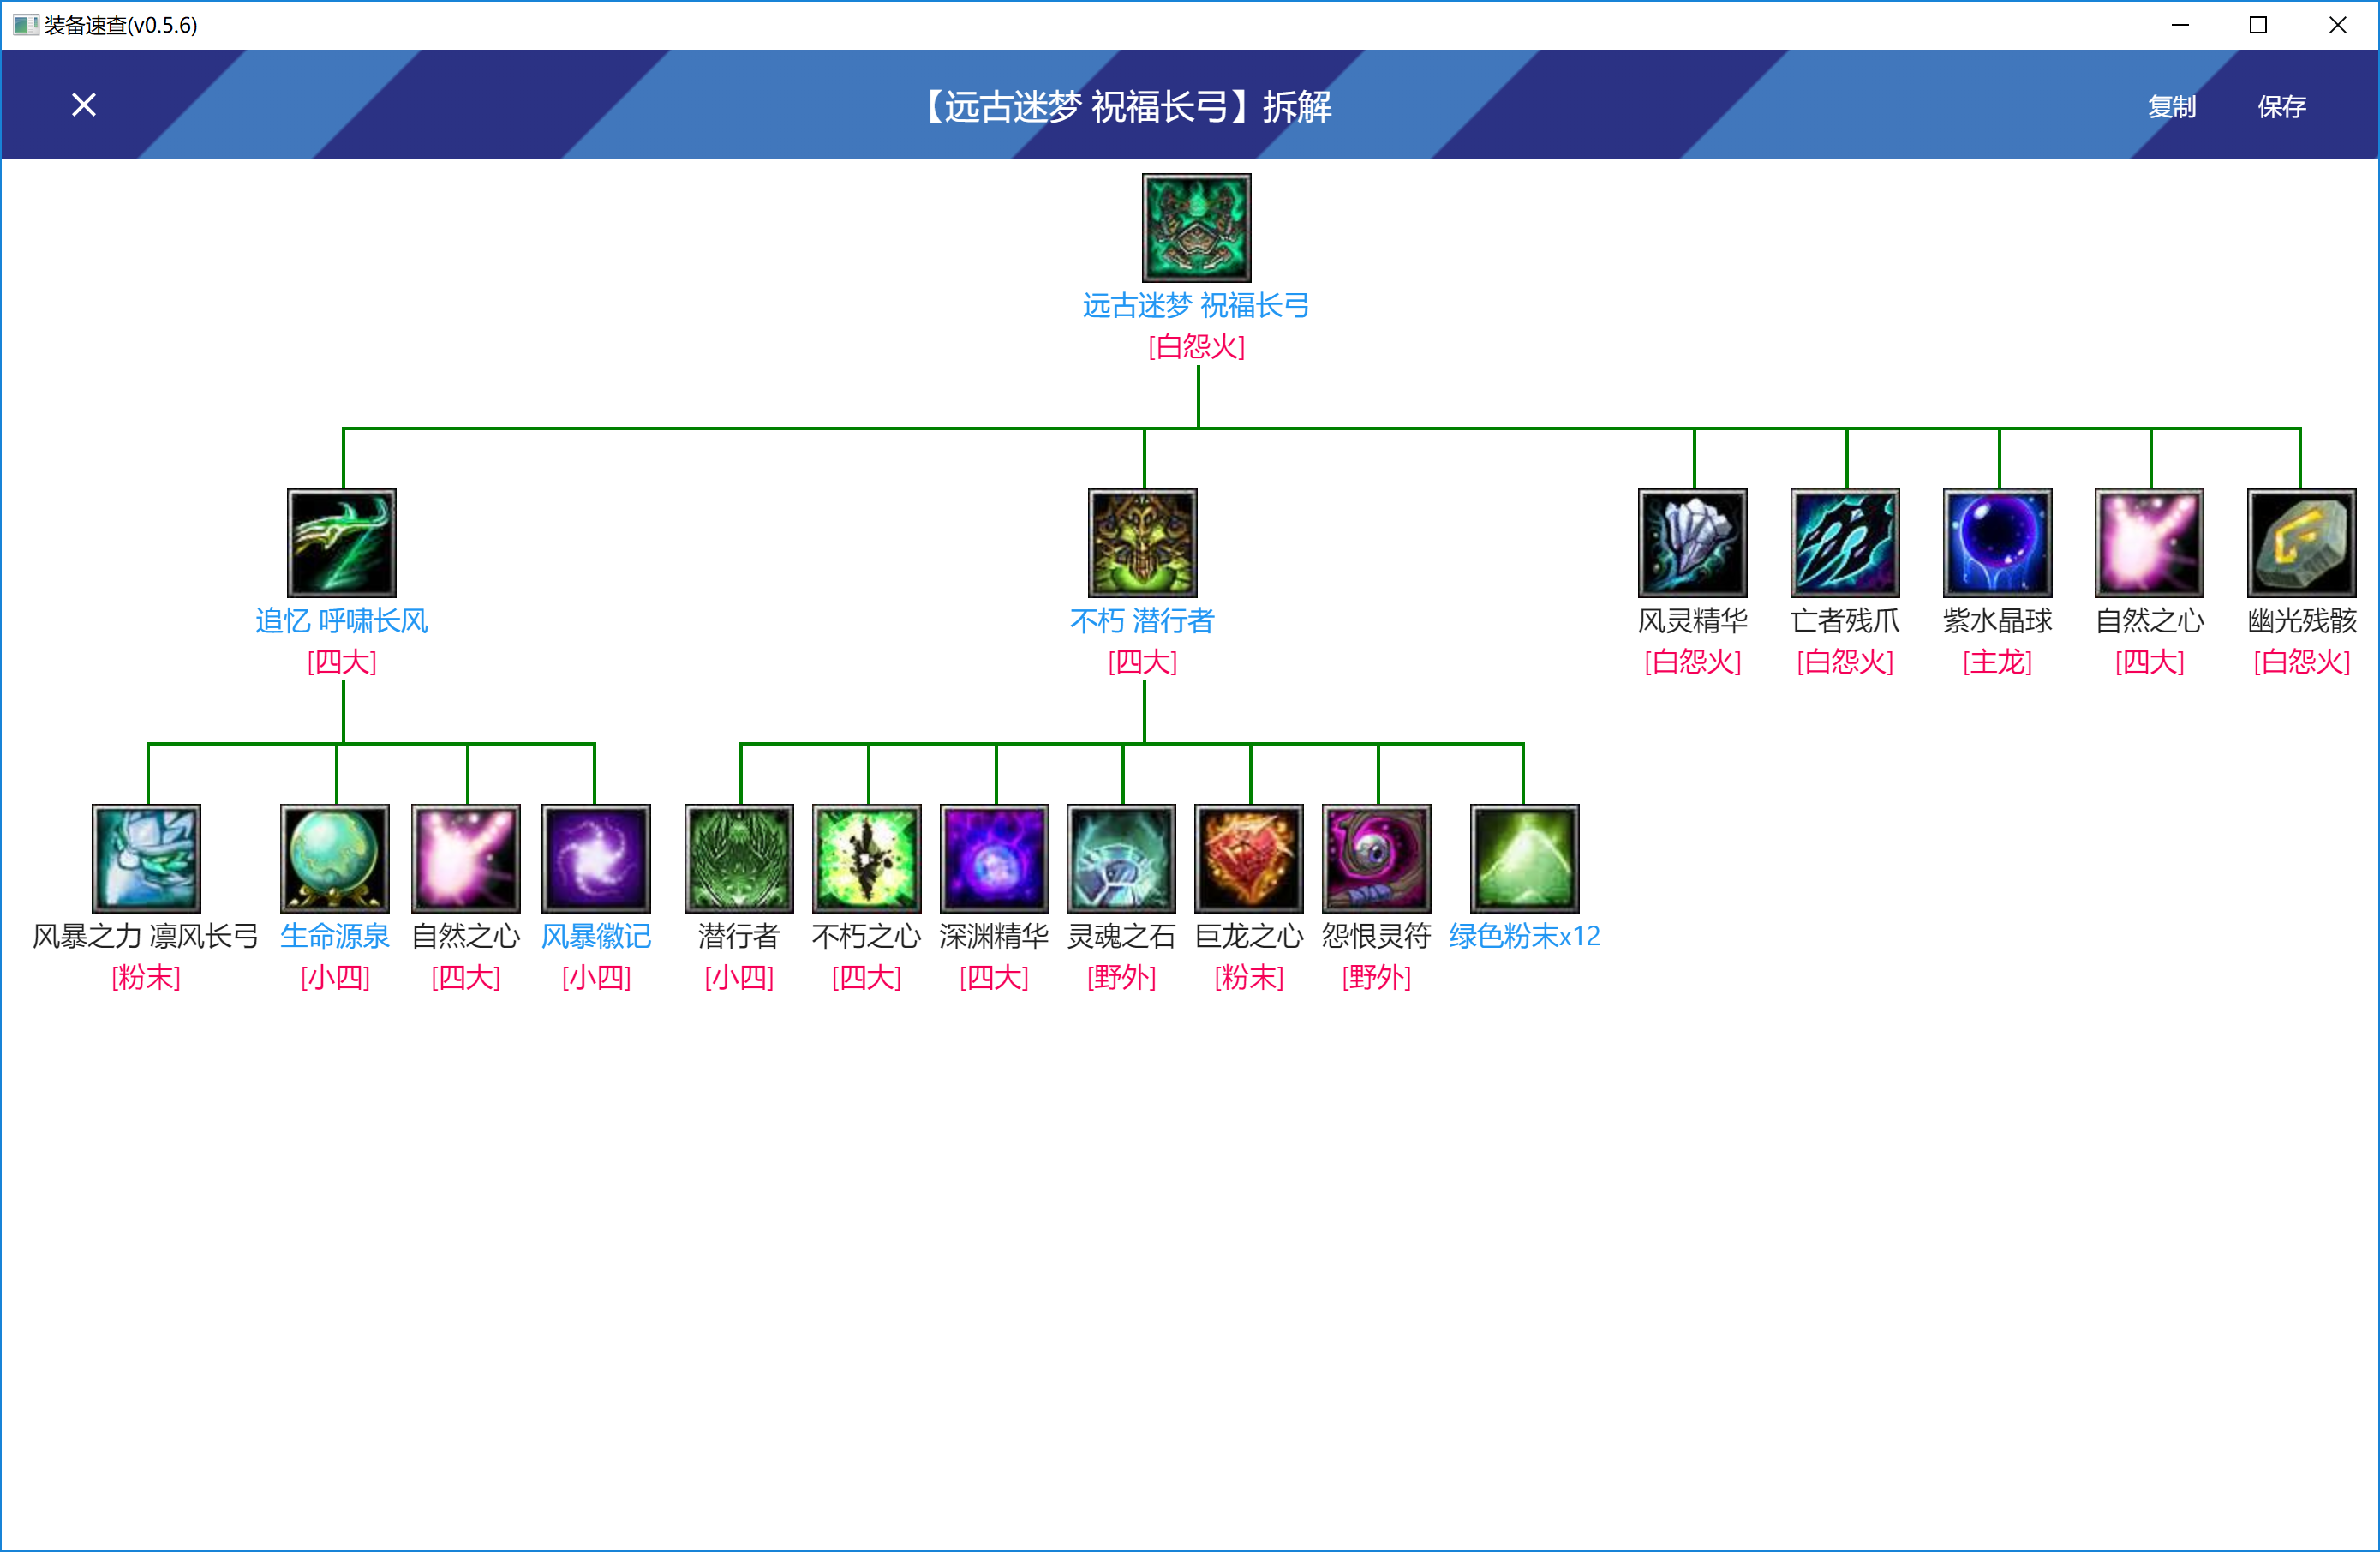 装备速查(v0.5.6)
【远古迷梦 祝福长弓】拆解
复制
保存
远古迷梦 祝福长弓
[白怨火]
追忆 呼啸长风
[四大]
不朽 潜行者
[四大]
风灵精华
[白怨火]
亡者残爪
[白怨火]
紫水晶球
[主龙]
自然之心
[四大]
幽光残骸
[白怨火]
风暴之力 凛风长弓
[粉末]
生命源泉
[小四]
自然之心
[四大]
风暴徽记
[小四]
潜行者
[小四]
不朽之心
[四大]
深渊精华
[四大]
灵魂之石
[野外]
巨龙之心
[粉末]
怨恨灵符
[野外]
绿色粉末x12